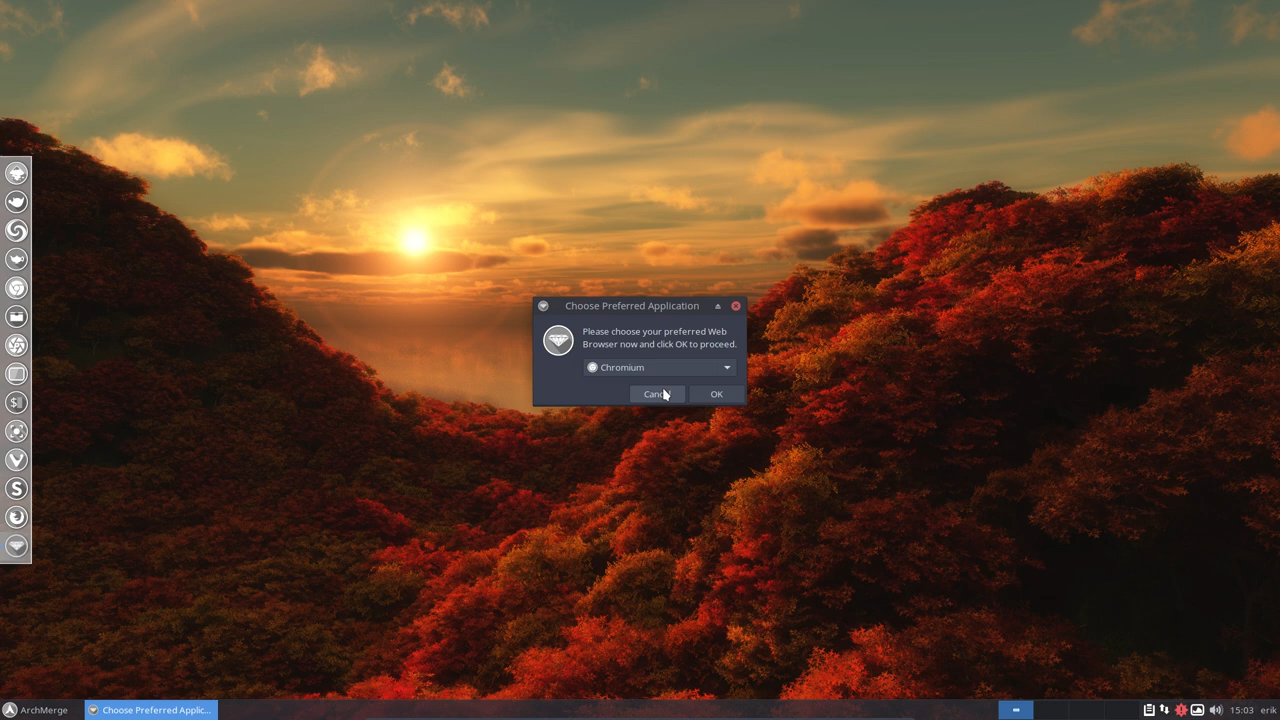 Choose Preferred Application
Please choose your preferred Web
Browser now and click OK to proceed.
Chromium
OK
$
S
ArchMerge
Choose Preferred Applic...
15:03
erik